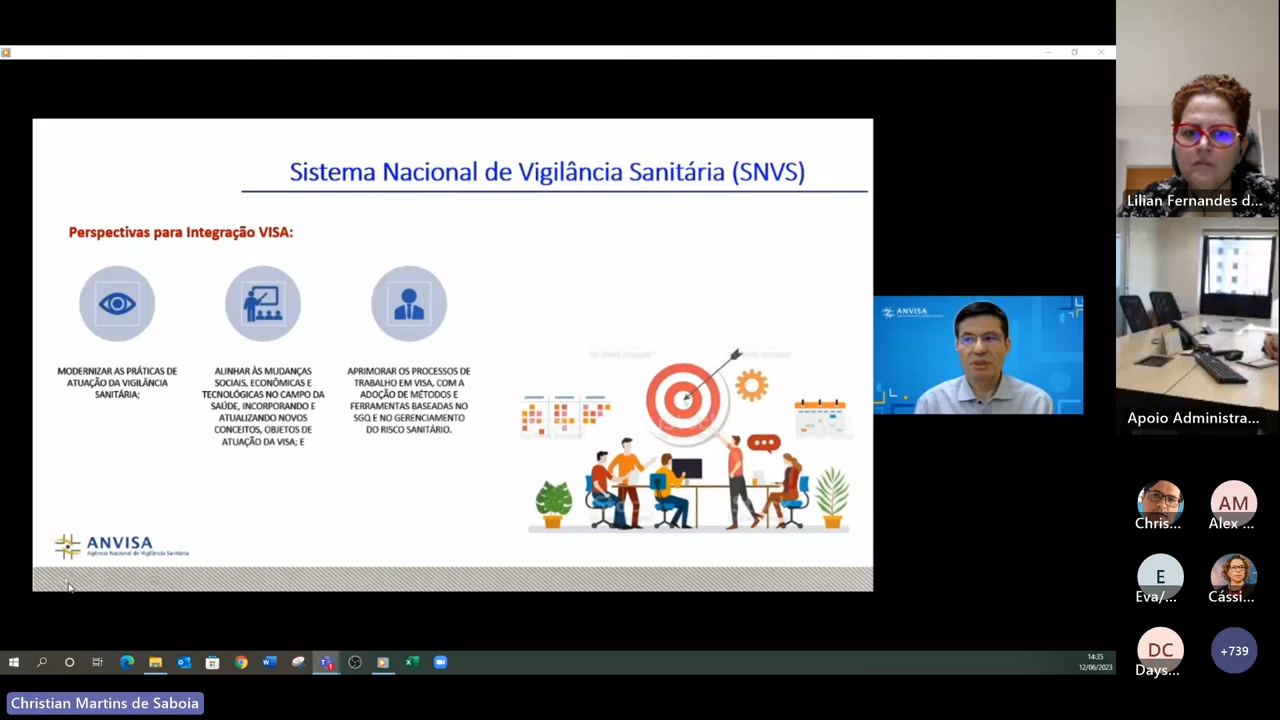 Sistema Nacional de Vigilância Sanitária (SNVS)
Perspectivas para Integração VISA:
MODERNIZAR AS PRÁTICAS DE
ATUAÇÃO DA VIGILÂNCIA
SANITÁRIA;
ALINHAR ÀS MUDANÇAS
SOCIAIS, ECONÔMICAS E
TECNOLÓGICAS NO CAMPO DA
SAÚDE, INCORPORANDO E
ATUALIZANDO NOVOS
CONCEITOS, OBJETOS DE
ATUAÇÃO DA VISA; E
APRIMORAR OS PROCESSOS DE
TRABALHO EM VISA, COM A
ADOÇÃO DE MÉTODOS E
FERRAMENTAS BASEADAS NO
SGQ E NO GERENCIAMENTO
DO RISCO SANITÁRIO.
ANVISA
Agência Nacional de Vigilância Sanitária
ANVISA
Lilian Fernandes d...
Apoio Administra...
Chris...
AM
Alex ...
E
Eva/...
Cássi...
DC
Days...
+739
14:35
12/06/2023
Christian Martins de Saboia